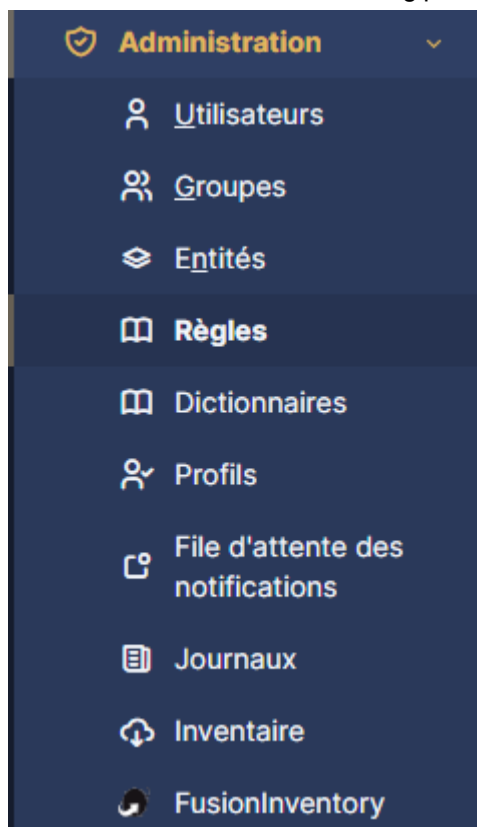 Administration
Utilisateurs
Groupes
Entités
Règles
Dictionnaires
Profils
File d'attente des
notifications
Journaux
Inventaire
FusionInventory